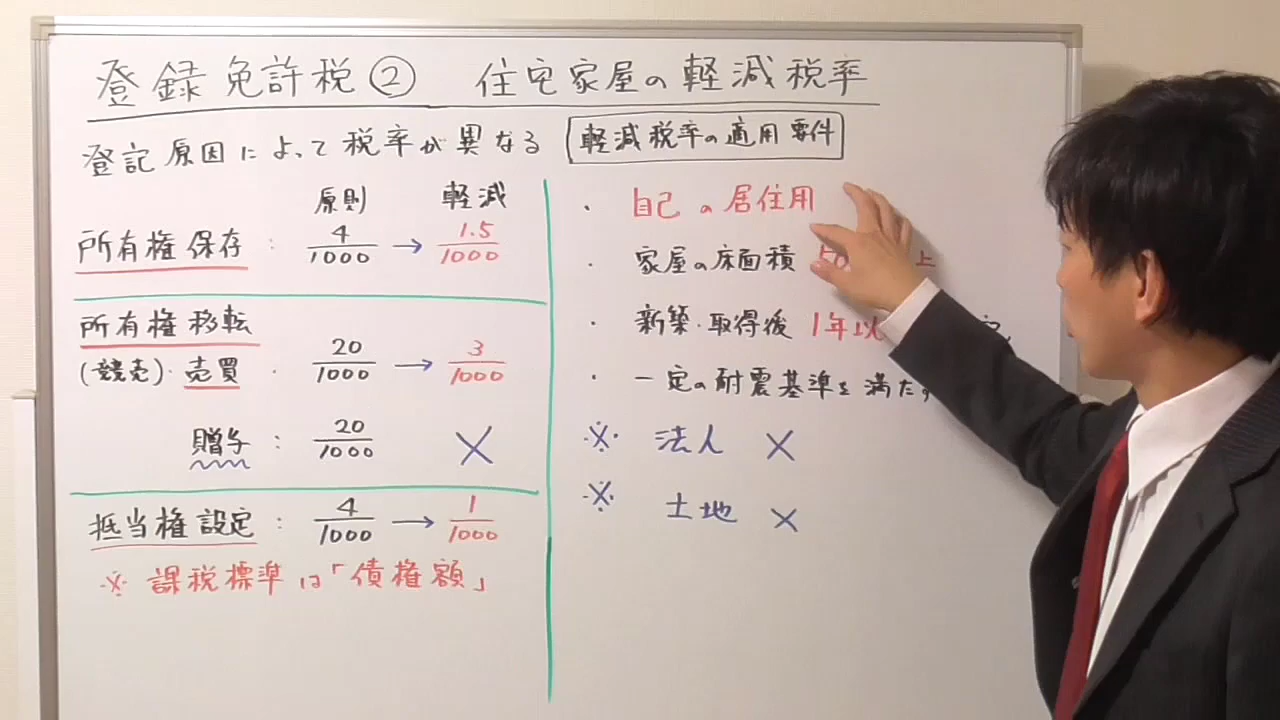 登録免許税② 住宅家屋の軽減税率
登記原因によって税率が異なる
原則 軽減
所有権保存 : 4/1000 → 1.5/1000
所有権移転
(競売)・売買 : 20/1000 → 3/1000
贈与 : 20/1000 ×
抵当権設定 : 4/1000 → 1/1000
※ 課税標準は「債権額」
軽減税率の適用要件
・ 自己の居住用
・ 家屋の床面積 50 上
・ 新築・取得後 1年以
・ 一定の耐震基準を満たす
※ 法人 ×
※ 土地 ×